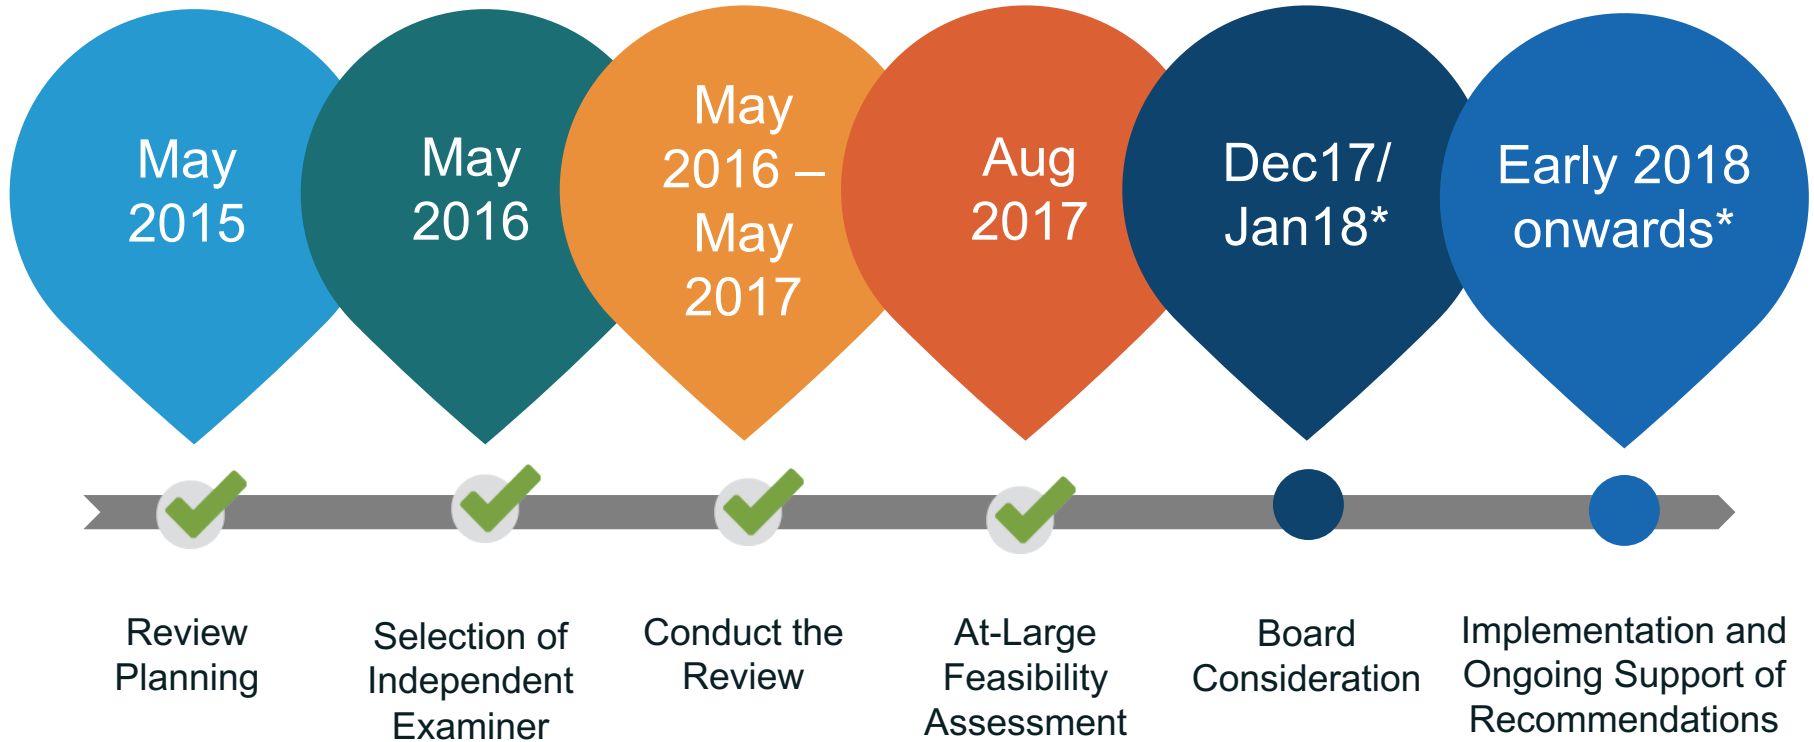 May
2015
May
2016
May
2016 –
May
2017
Aug
2017
Dec17/
Jan18*
Early 2018
onwards*
Review
Planning
Selection of
Independent
Examiner
Conduct the
Review
At-Large
Feasibility
Assessment
Board
Consideration
Implementation and
Ongoing Support of
Recommendations